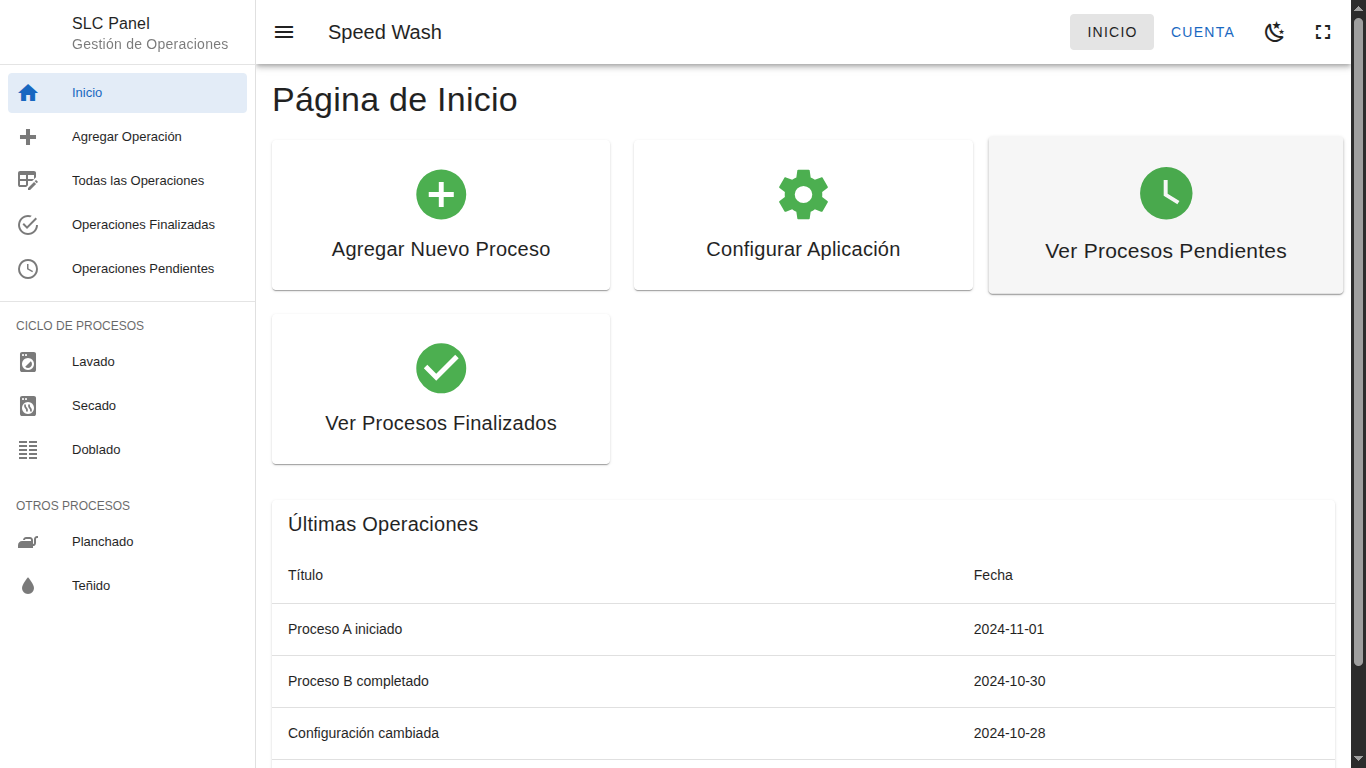 SLC Panel
Gestión de Operaciones
Inicio
Agregar Operación
Todas las Operaciones
Operaciones Finalizadas
Operaciones Pendientes
CICLO DE PROCESOS
Lavado
Secado
Doblado
OTROS PROCESOS
Planchado
Teñido
Speed Wash
INICIO
CUENTA
Página de Inicio
Agregar Nuevo Proceso
Configurar Aplicación
Ver Procesos Pendientes
Ver Procesos Finalizados
Últimas Operaciones
Título Fecha
Proceso A iniciado 2024-11-01
Proceso B completado 2024-10-30
Configuración cambiada 2024-10-28